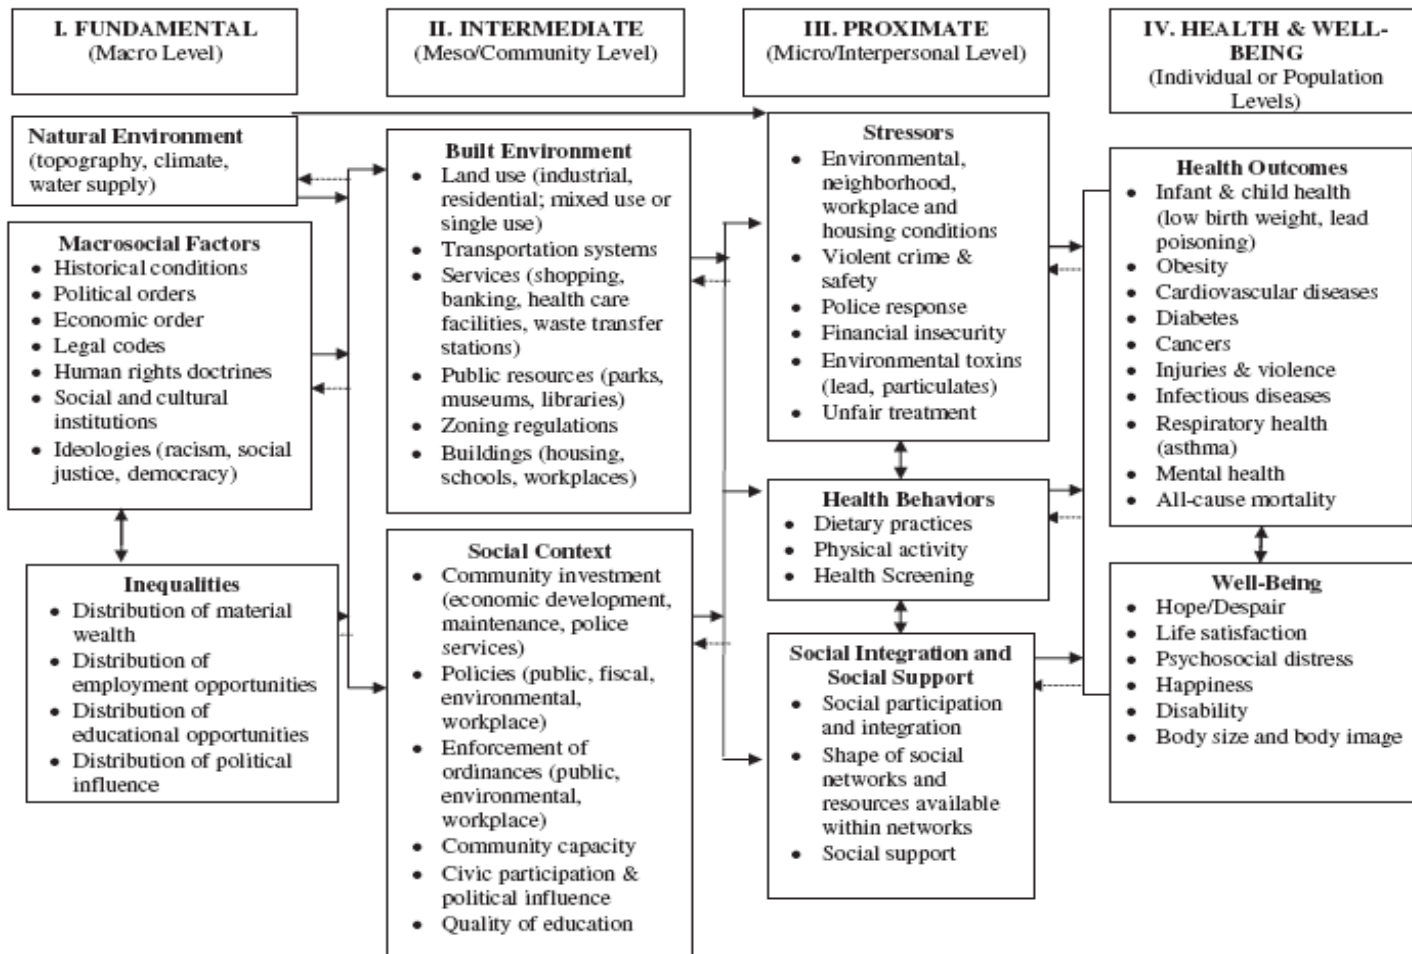 I. FUNDAMENTAL
(Macro Level)
Natural Environment
(topography, climate,
water supply)
Macrosocial Factors
• Historical conditions
• Political orders
• Economic order
• Legal codes
• Human rights doctrines
• Social and cultural
institutions
• Ideologies (racism, social
justice, democracy)
Inequalities
• Distribution of material
wealth
• Distribution of
employment opportunities
• Distribution of
educational opportunities
• Distribution of political
influence
II. INTERMEDIATE
(Meso/Community Level)
Built Environment
• Land use (industrial,
residential; mixed use or
single use)
• Transportation systems
• Services (shopping,
banking, health care
facilities, waste transfer
stations)
• Public resources (parks,
museums, libraries)
• Zoning regulations
• Buildings (housing,
schools, workplaces)
Social Context
• Community investment
(economic development,
maintenance, police
services)
• Policies (public, fiscal,
environmental,
workplace)
• Enforcement of
ordinances (public,
environmental,
workplace)
• Community capacity
• Civic participation &
political influence
• Quality of education
III. PROXIMATE
(Micro/Interpersonal Level)
Stressors
• Environmental,
neighborhood,
workplace and
housing conditions
• Violent crime &
safety
• Police response
• Financial insecurity
• Environmental toxins
(lead, particulates)
• Unfair treatment
Health Behaviors
• Dietary practices
• Physical activity
• Health Screening
Social Integration and
Social Support
• Social participation
and integration
• Shape of social
networks and
resources available
within networks
• Social support
IV. HEALTH & WELL-
BEING
(Individual or Population
Levels)
Health Outcomes
• Infant & child health
(low birth weight, lead
poisoning)
• Obesity
• Cardiovascular diseases
• Diabetes
• Cancers
• Injuries & violence
• Infectious diseases
• Respiratory health
(asthma)
• Mental health
• All-cause mortality
Well-Being
• Hope/Despair
• Life satisfaction
• Psychosocial distress
• Happiness
• Disability
• Body size and body image